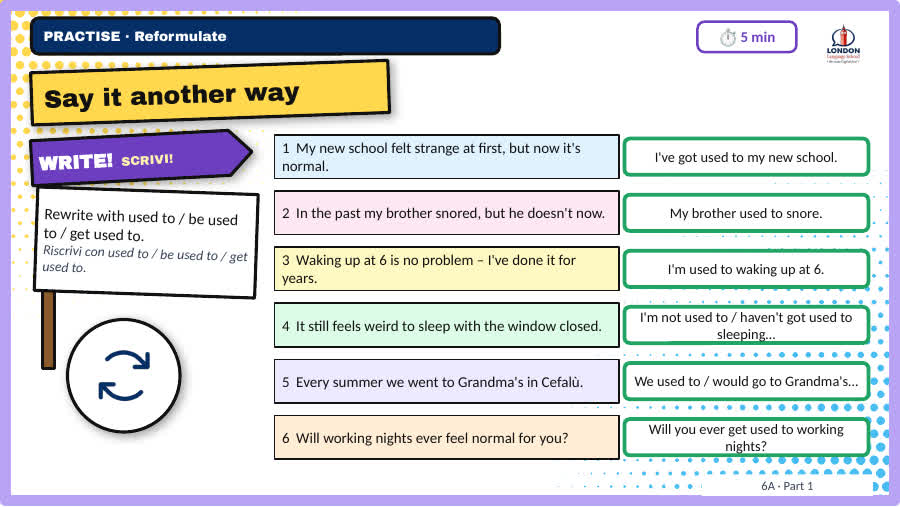 PRACTISE · Reformulate
⏱️ 5 min
LONDON
Language School
Say it another way
WRITE! SCRIVI!
Rewrite with used to / be used
to / get used to.
Riscrivi con used to / be used to / get
used to.
1 My new school felt strange at first, but now it's
normal.
I've got used to my new school.
2 In the past my brother snored, but he doesn't now.
My brother used to snore.
3 Waking up at 6 is no problem – I've done it for
years.
I'm used to waking up at 6.
4 It still feels weird to sleep with the window closed.
I'm not used to / haven't got used to
sleeping...
5 Every summer we went to Grandma's in Cefalù.
We used to / would go to Grandma's...
6 Will working nights ever feel normal for you?
Will you ever get used to working
nights?
6A · Part 1